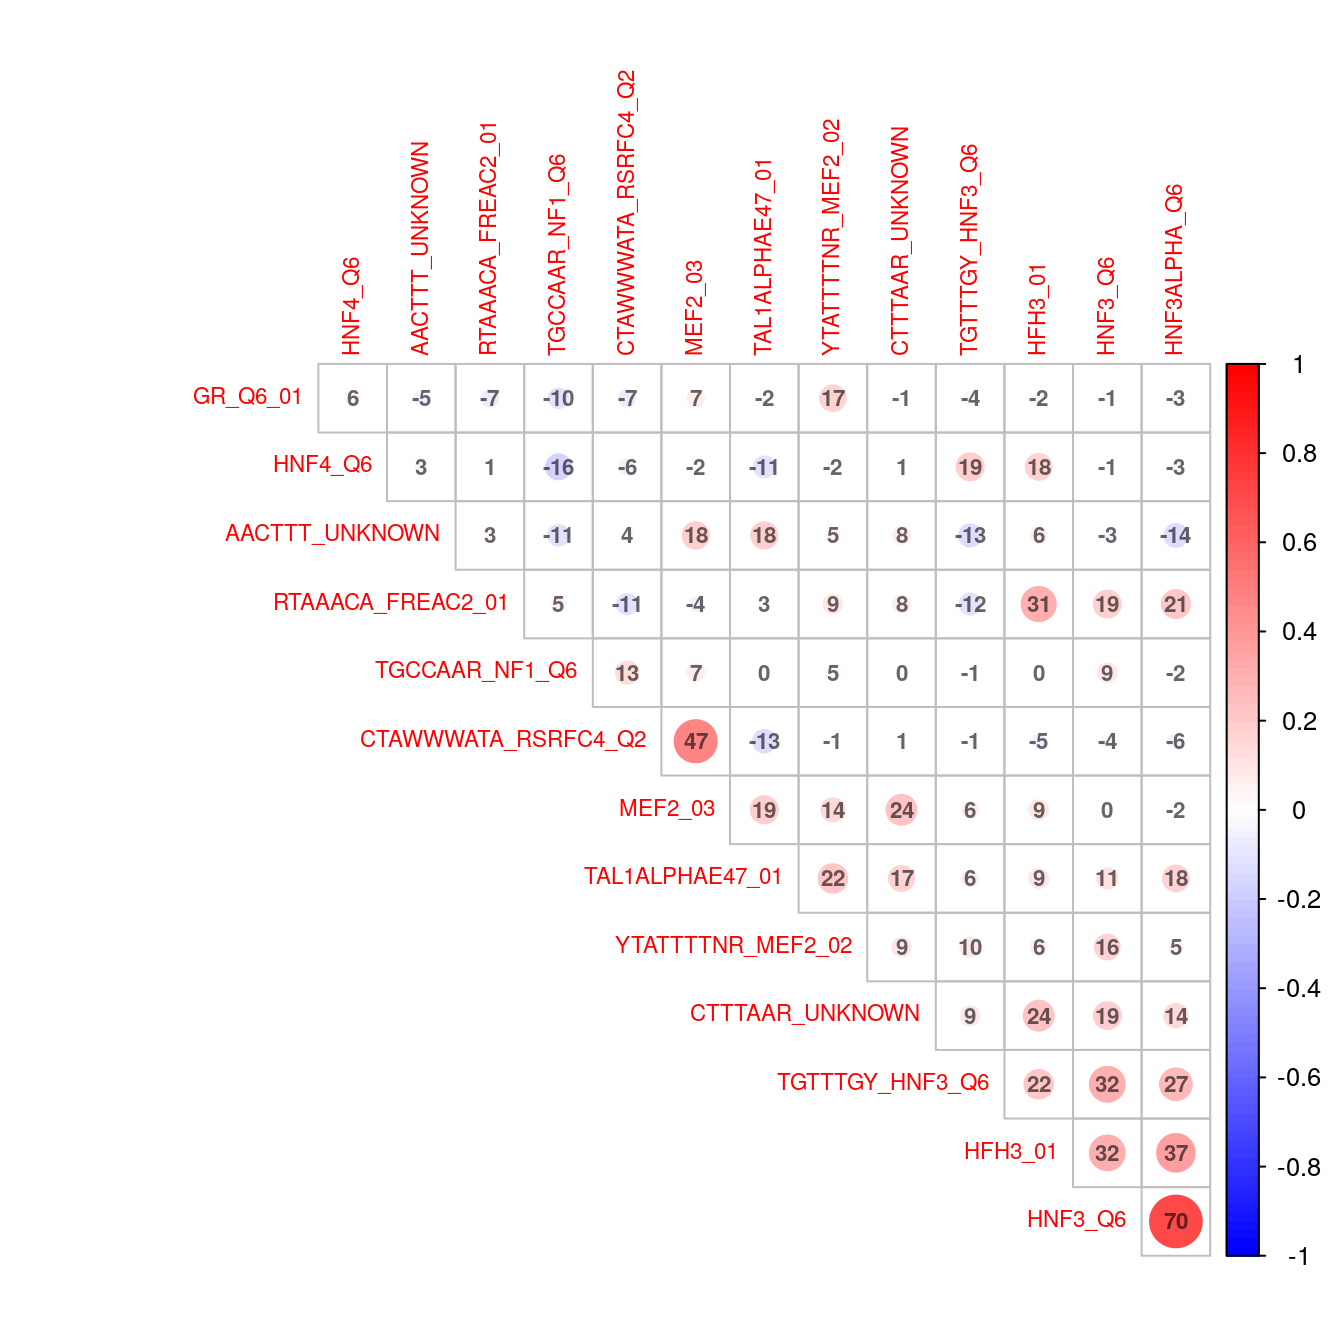 HNF4_Q6 AACTTT_UNKNOWN RTAAACA_FREAC2_01 TGCCAAR_NF1_Q6 CTAWWWATA_RSRFC4_Q2 MEF2_03 TAL1ALPHAE47_01 YTATTTTNR_MEF2_02 CTTTAAR_UNKNOWN TGTTTGY_HNF3_Q6 HFH3_01 HNF3_Q6 HNF3ALPHA_Q6
GR_Q6_01 6 -5 -7 -10 -7 7 -2 17 -1 -4 -2 -1 -3
HNF4_Q6 3 1 -16 -6 -2 -11 -2 1 19 18 -1 -3
AACTTT_UNKNOWN 3 -11 4 18 18 5 8 -13 6 -3 -14
RTAAACA_FREAC2_01 5 -11 -4 3 9 8 -12 31 19 21
TGCCAAR_NF1_Q6 13 7 0 5 0 -1 0 9 -2
CTAWWWATA_RSRFC4_Q2 47 -13 -1 1 -1 -5 -4 -6
MEF2_03 19 14 24 6 9 0 -2
TAL1ALPHAE47_01 22 17 6 9 11 18
YTATTTTNR_MEF2_02 9 10 6 16 5
CTTTAAR_UNKNOWN 9 24 19 14
TGTTTGY_HNF3_Q6 22 32 27
HFH3_01 32 37
HNF3_Q6 70
1
0.8
0.6
0.4
0.2
0
-0.2
-0.4
-0.6
-0.8
-1